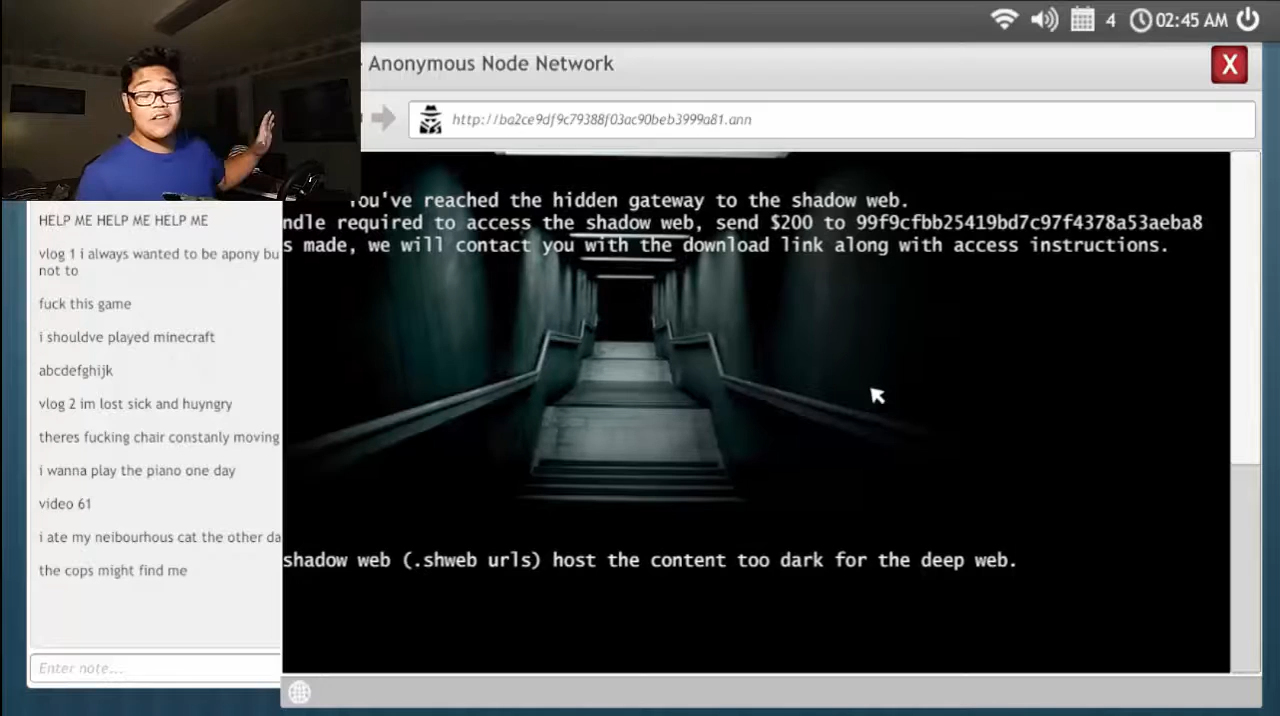 4 02:45 AM
Anonymous Node Network
X
http://ba2ce9df9c79388f03ac90beb3999a81.ann
ou've reached the hidden gateway to the shadow web.
ndle required to access the shadow web, send $200 to 99f9cfbb25419bd7c97f4378a53aeba8
s made, we will contact you with the download link along with access instructions.
shadow web (.shweb urls) host the content too dark for the deep web.
HELP ME HELP ME HELP ME
vlog 1 i always wanted to be apony bu
not to
fuck this game
i shouldve played minecraft
abcdefghijk
vlog 2 im lost sick and huyngry
theres fucking chair constanly moving
i wanna play the piano one day
video 61
i ate my neibourhous cat the other da
the cops might find me
Enter note...